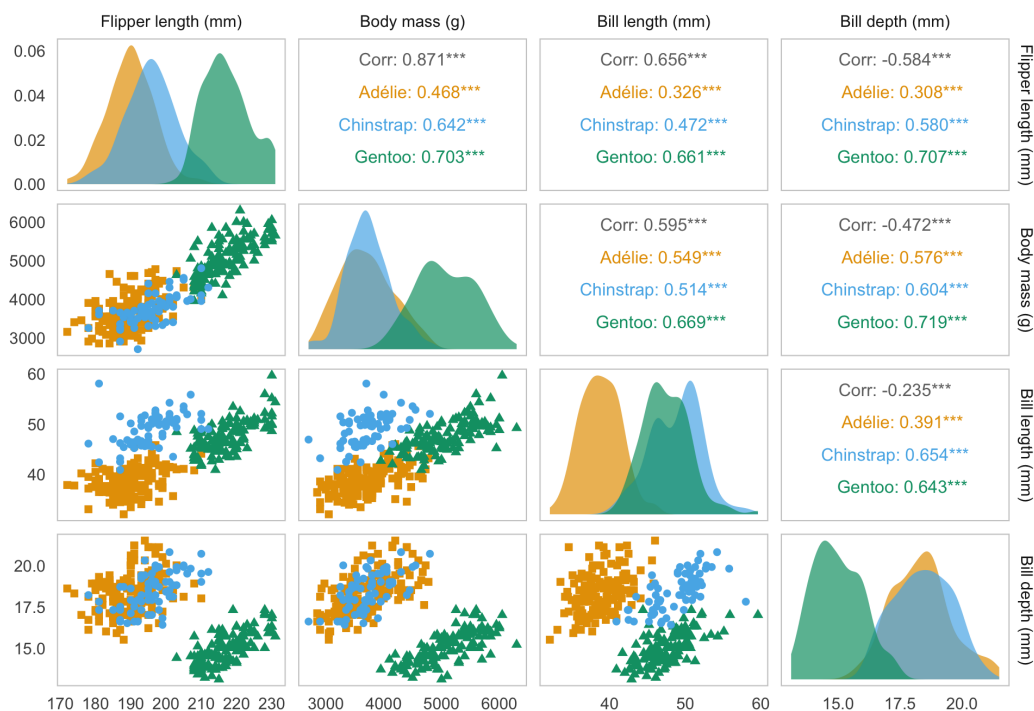 Flipper length (mm) Body mass (g) Bill length (mm) Bill depth (mm)
0.06
0.04
0.02
0.00
Corr: 0.871***
Adélie: 0.468***
Chinstrap: 0.642***
Gentoo: 0.703***
Corr: 0.656***
Adélie: 0.326***
Chinstrap: 0.472***
Gentoo: 0.661***
Corr: -0.584***
Adélie: 0.308***
Chinstrap: 0.580***
Gentoo: 0.707***
Flipper length (mm)
6000
5000
4000
3000
Corr: 0.595***
Adélie: 0.549***
Chinstrap: 0.514***
Gentoo: 0.669***
Corr: -0.472***
Adélie: 0.576***
Chinstrap: 0.604***
Gentoo: 0.719***
Body mass (g)
60
50
40
Corr: -0.235***
Adélie: 0.391***
Chinstrap: 0.654***
Gentoo: 0.643***
Bill length (mm)
20.0
17.5
15.0
Bill depth (mm)
170 180 190 200 210 220 230 3000 4000 5000 6000 40 50 60 15.0 17.5 20.0